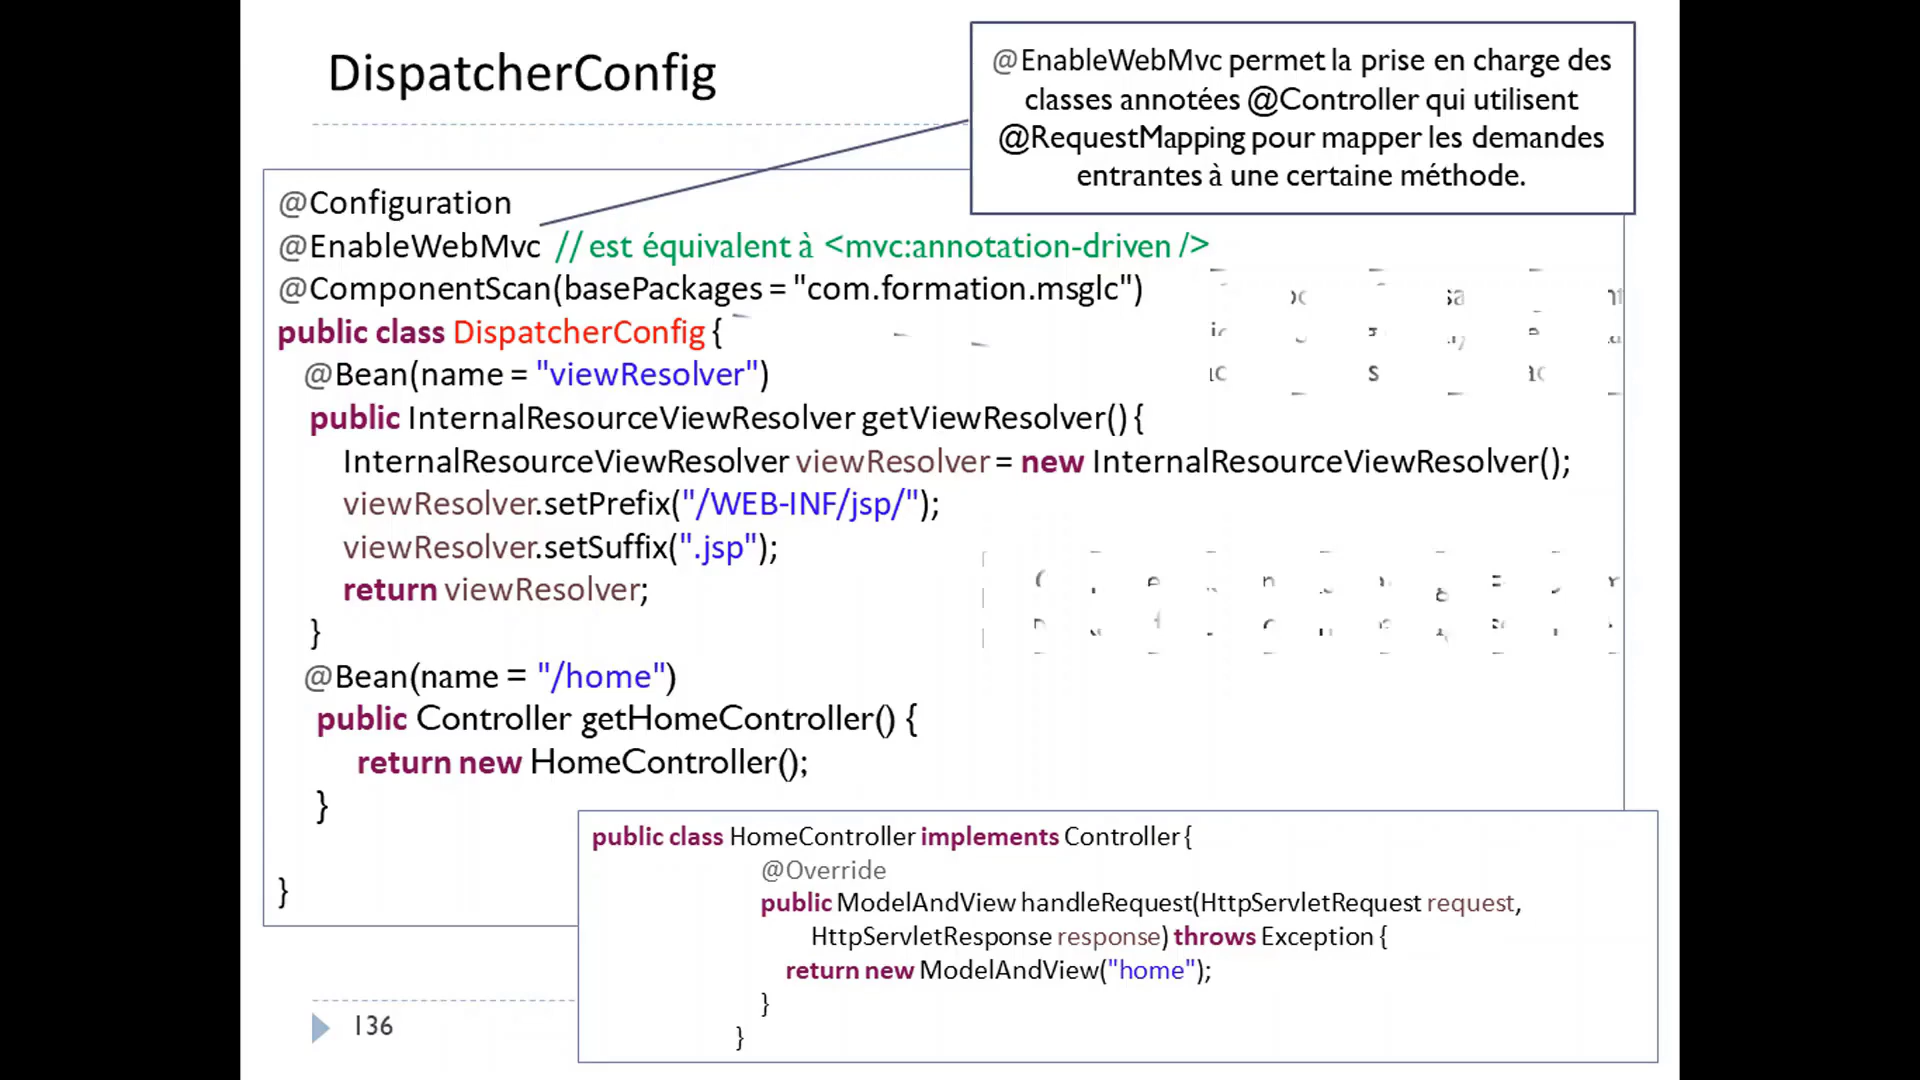 DispatcherConfig
@EnableWebMvc permet la prise en charge des
classes annotées @Controller qui utilisent
@RequestMapping pour mapper les demandes
entrantes à une certaine méthode.
@Configuration
@EnableWebMvc // est équivalent à <mvc:annotation-driven />
@ComponentScan(basePackages = "com.formation.msglc")
public class DispatcherConfig {
@Bean(name = "viewResolver")
public InternalResourceViewResolver getViewResolver() {
InternalResourceViewResolver viewResolver = new InternalResourceViewResolver();
viewResolver.setPrefix("/WEB-INF/jsp/");
viewResolver.setSuffix(".jsp");
return viewResolver;
}
@Bean(name = "/home")
public Controller getHomeController() {
return new HomeController();
}
}
public class HomeController implements Controller {
@Override
public ModelAndView handleRequest(HttpServletRequest request,
HttpServletResponse response) throws Exception {
return new ModelAndView("home");
}
}
136